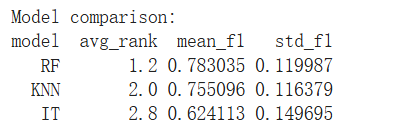 Model comparison:
model avg_rank mean_f1 std_f1
RF 1.2 0.783035 0.119987
KNN 2.0 0.755096 0.116379
IT 2.8 0.624113 0.149695